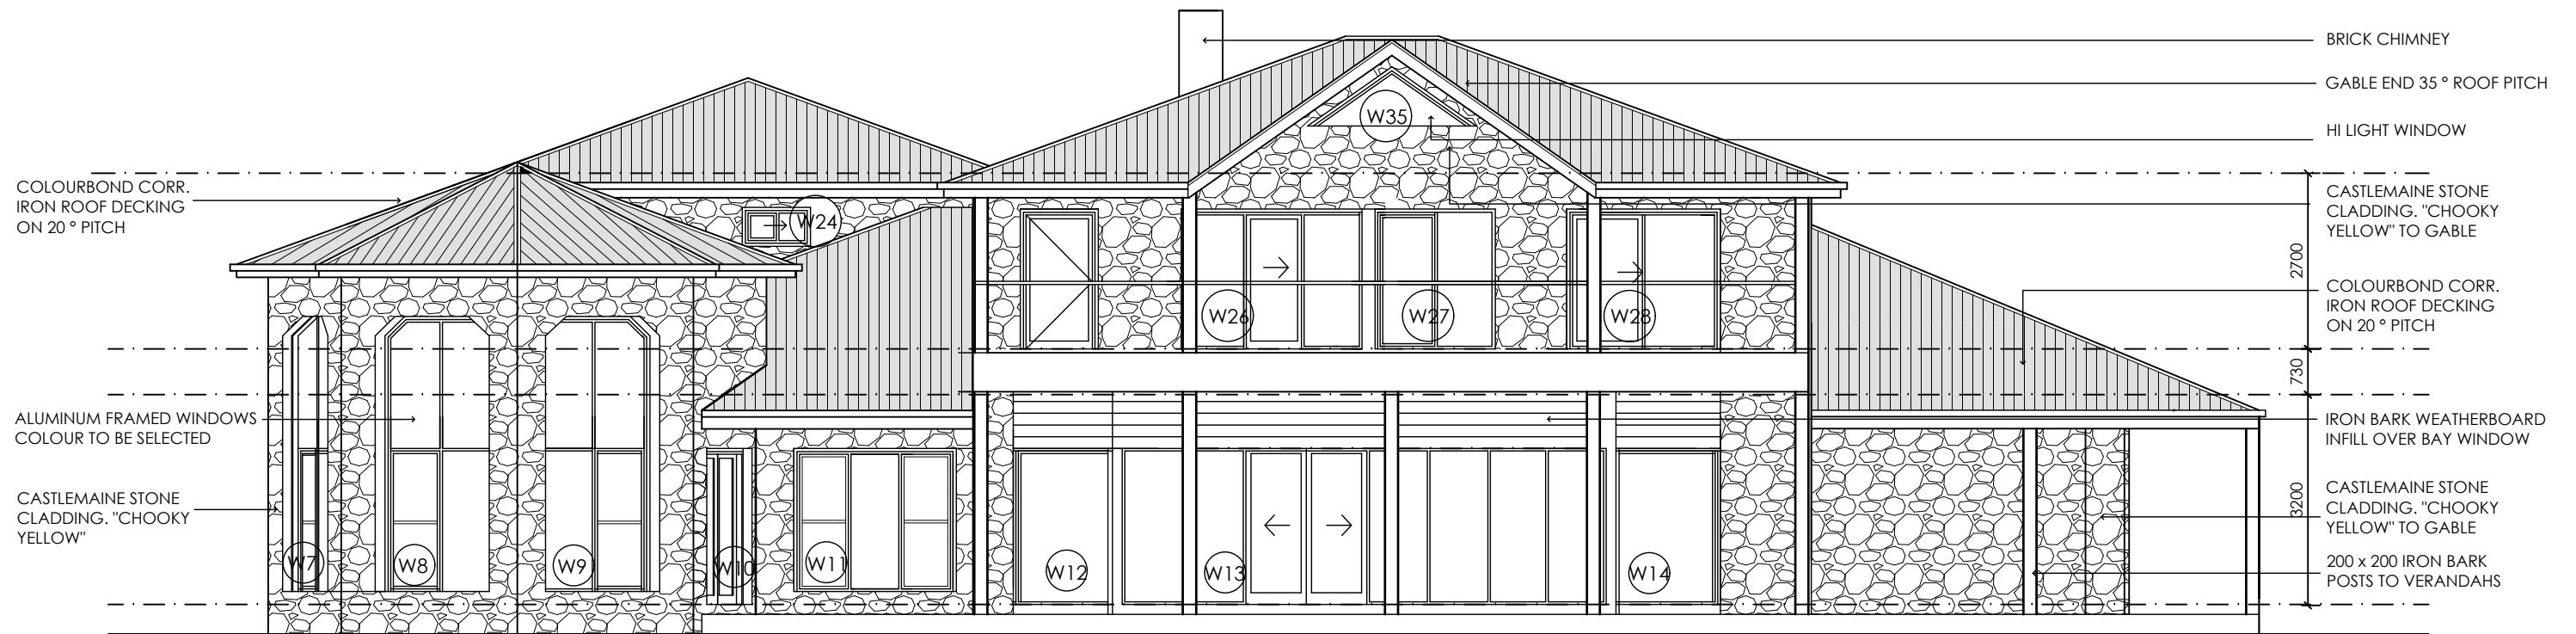 BRICK CHIMNEY
GABLE END 35 ° ROOF PITCH
HI LIGHT WINDOW
W35
COLOURBOND CORR.
IRON ROOF DECKING
ON 20 ° PITCH
W24
CASTLEMAINE STONE
CLADDING. "CHOOKY
YELLOW" TO GABLE
2700
W26
W27
W28
COLOURBOND CORR.
IRON ROOF DECKING
ON 20 ° PITCH
730
ALUMINUM FRAMED WINDOWS
COLOUR TO BE SELECTED
IRON BARK WEATHERBOARD
INFILL OVER BAY WINDOW
CASTLEMAINE STONE
CLADDING. "CHOOKY
YELLOW"
3200
CASTLEMAINE STONE
CLADDING. "CHOOKY
YELLOW" TO GABLE
W7
W8
W9
W10
W11
W12
W13
W14
200 x 200 IRON BARK
POSTS TO VERANDAHS